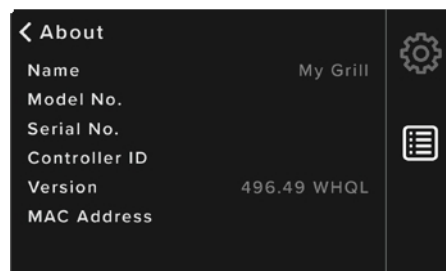 About
Name My Grill
Model No.
Serial No.
Controller ID
Version 496.49 WHQL
MAC Address